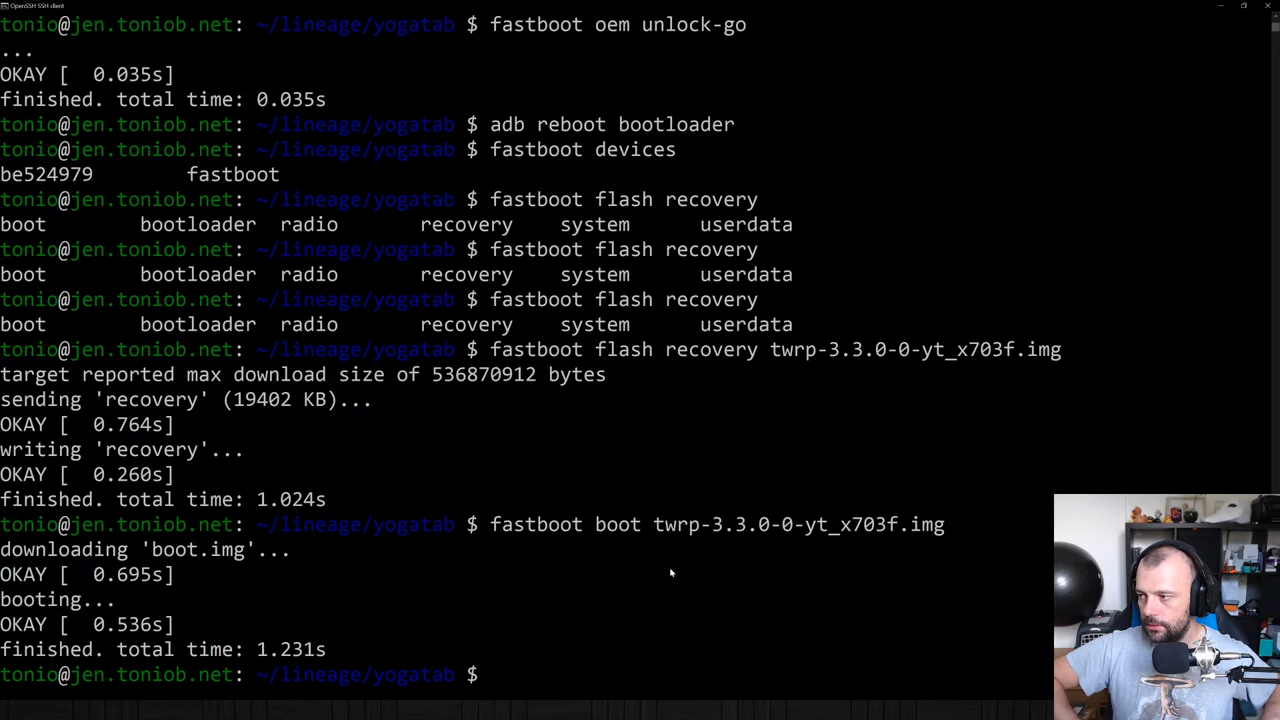 OpenSSH SSH client
tonio@jen.toniob.net: ~/lineage/yogatab $ fastboot oem unlock-go
...
OKAY [  0.035s]
finished. total time: 0.035s
tonio@jen.toniob.net: ~/lineage/yogatab $ adb reboot bootloader
tonio@jen.toniob.net: ~/lineage/yogatab $ fastboot devices
be524979        fastboot
tonio@jen.toniob.net: ~/lineage/yogatab $ fastboot flash recovery
boot        bootloader  radio       recovery    system      userdata
tonio@jen.toniob.net: ~/lineage/yogatab $ fastboot flash recovery
boot        bootloader  radio       recovery    system      userdata
tonio@jen.toniob.net: ~/lineage/yogatab $ fastboot flash recovery
boot        bootloader  radio       recovery    system      userdata
tonio@jen.toniob.net: ~/lineage/yogatab $ fastboot flash recovery twrp-3.3.0-0-yt_x703f.img
target reported max download size of 536870912 bytes
sending 'recovery' (19402 KB)...
OKAY [  0.764s]
writing 'recovery'...
OKAY [  0.260s]
finished. total time: 1.024s
tonio@jen.toniob.net: ~/lineage/yogatab $ fastboot boot twrp-3.3.0-0-yt_x703f.img
downloading 'boot.img'...
OKAY [  0.695s]
booting...
OKAY [  0.536s]
finished. total time: 1.231s
tonio@jen.toniob.net: ~/lineage/yogatab $